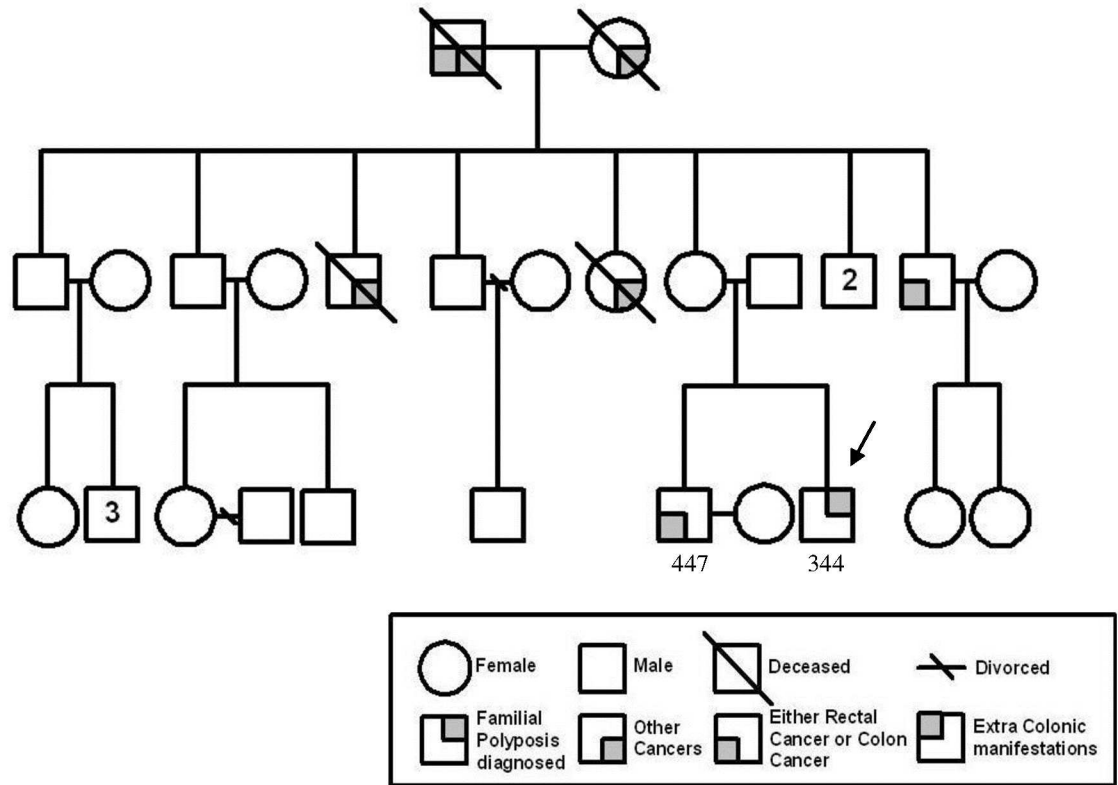 2
3
447
344
Female
Male
Deceased
Divorced
Familial
Polyposis
diagnosed
Other
Cancers
Either Rectal
Cancer or Colon
Cancer
Extra Colonic
manifestations